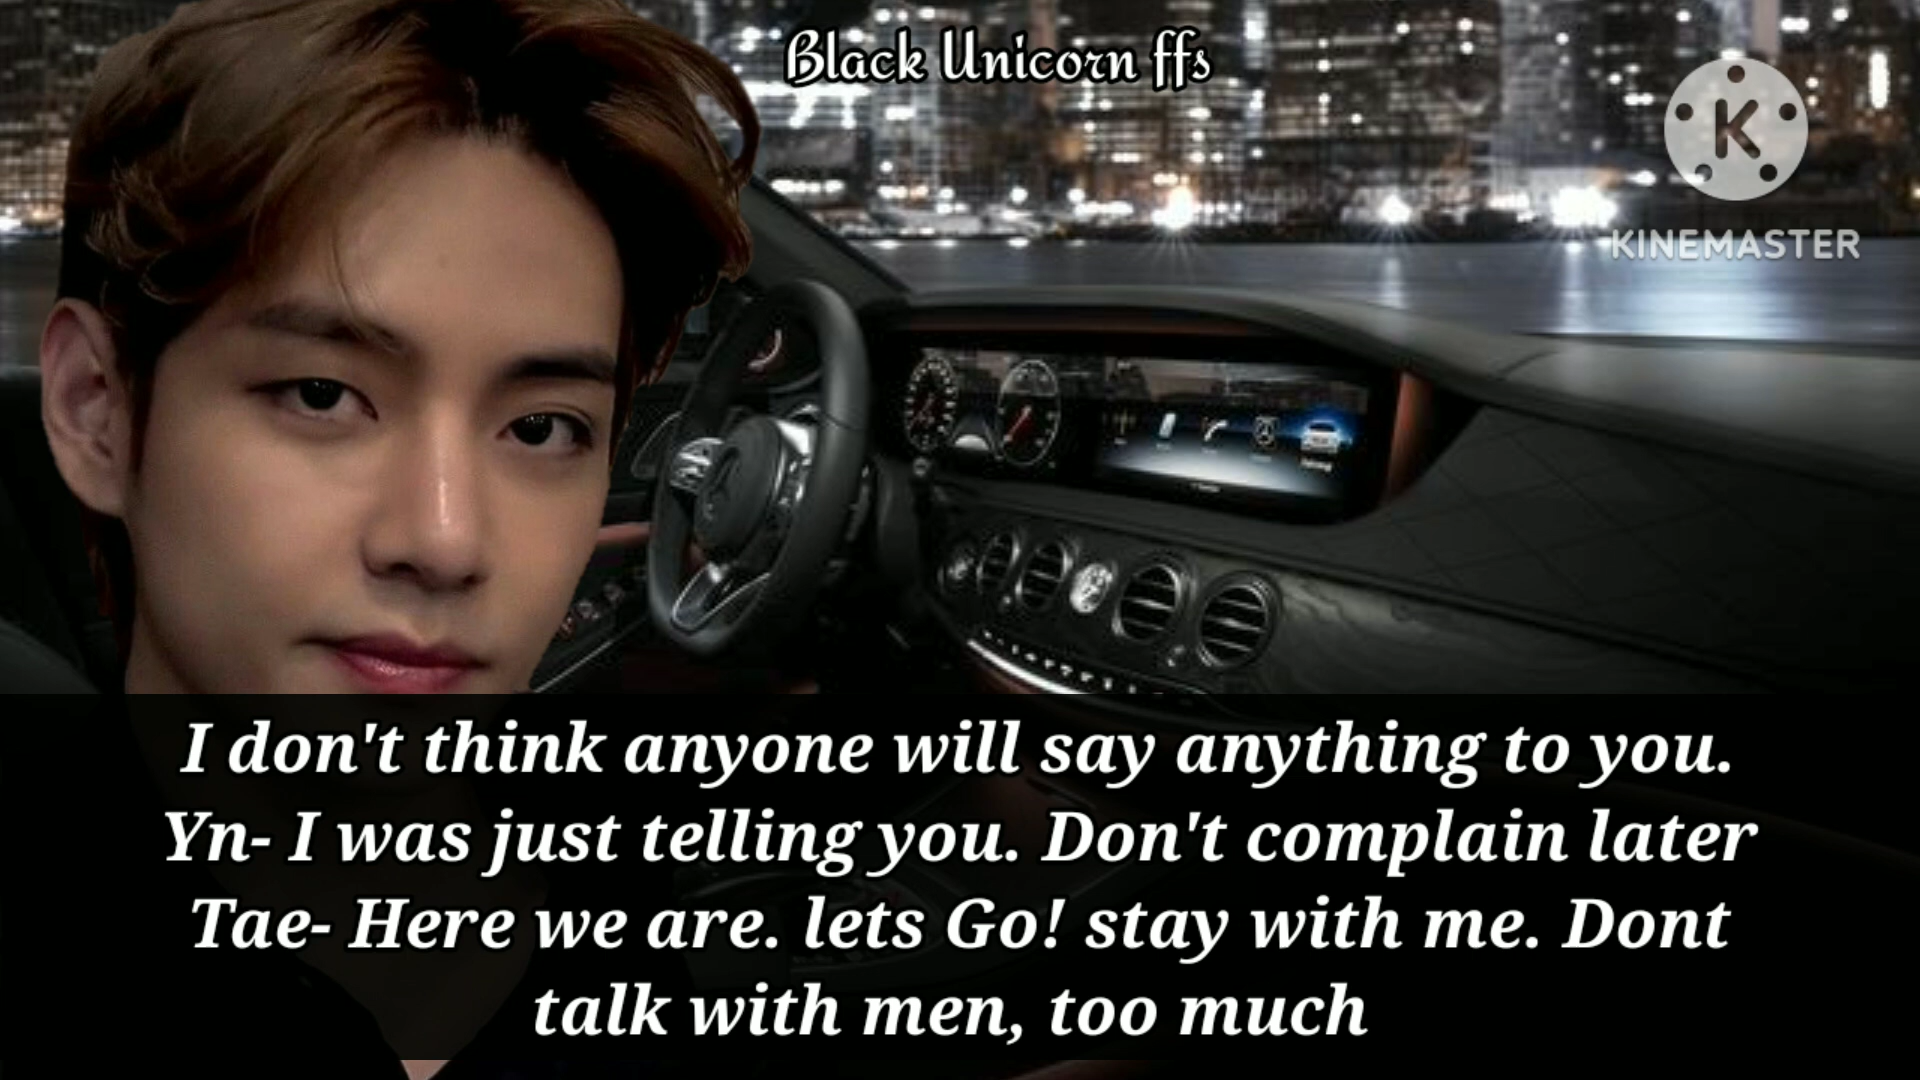 Black Unicorn ffs
K
KINEMASTER
I don't think anyone will say anything to you.
Yn- I was just telling you. Don't complain later
Tae- Here we are. lets Go! stay with me. Dont
talk with men, too much